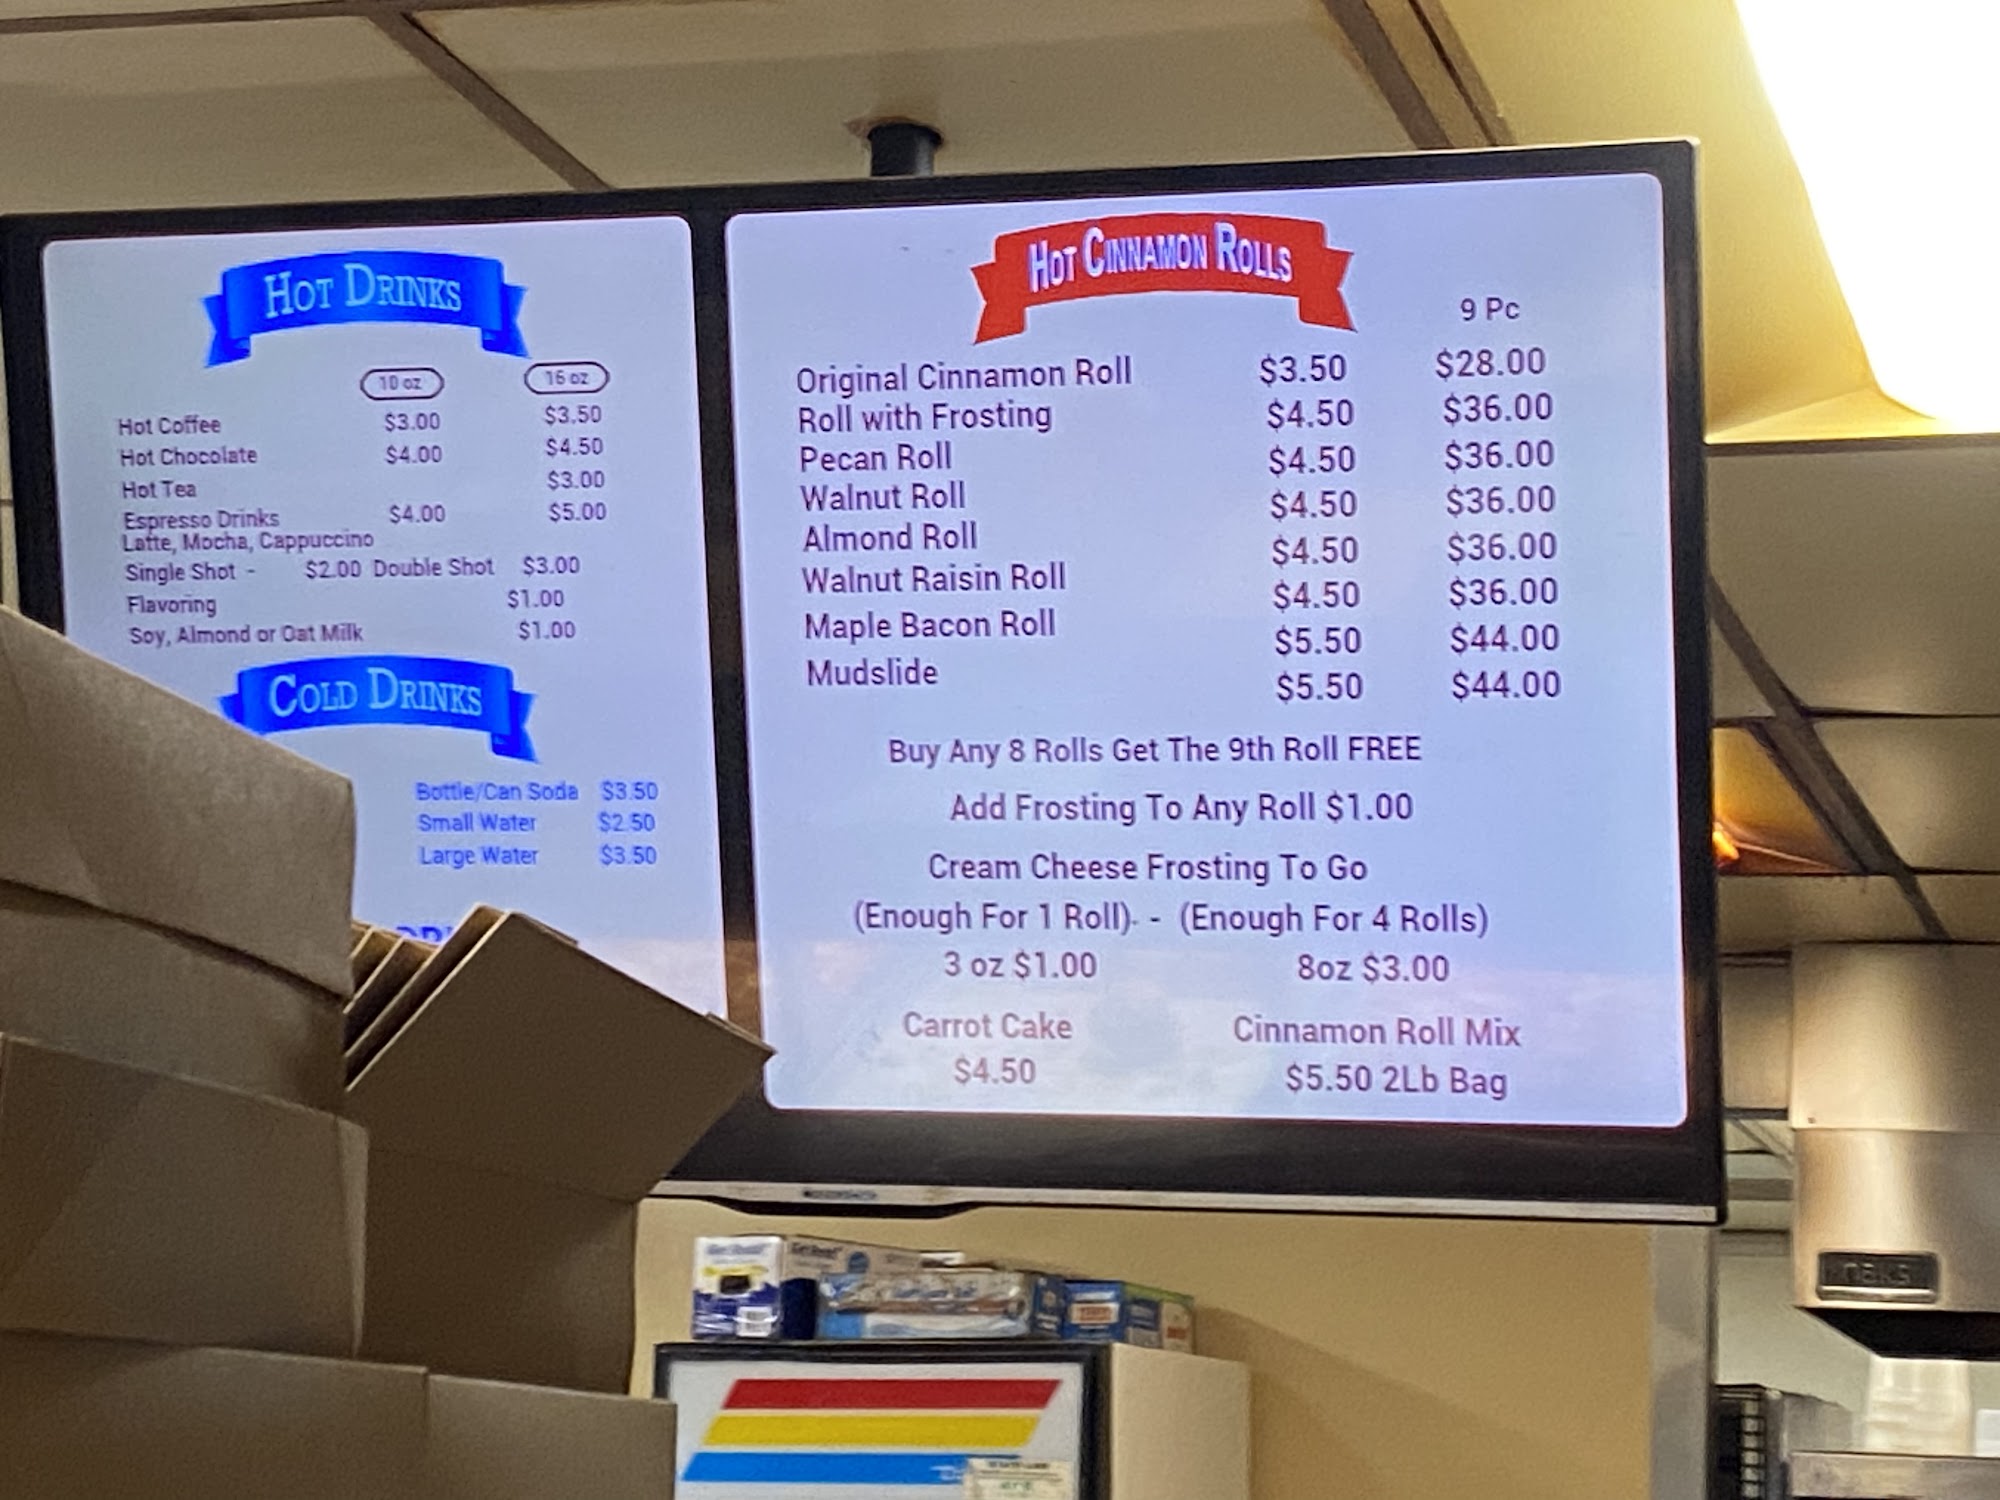 HOT DRINKS
10 oz 16 oz
Hot Coffee $3.00 $3.50
Hot Chocolate $4.00 $4.50
Hot Tea $3.00
Espresso Drinks $4.00 $5.00
Latte, Mocha, Cappuccino
Single Shot - $2.00 Double Shot $3.00
Flavoring $1.00
Soy, Almond or Oat Milk $1.00
COLD DRINKS
Bottle/Can Soda $3.50
Small Water $2.50
Large Water $3.50
HOT CINNAMON ROLLS
9 Pc
Original Cinnamon Roll $3.50 $28.00
Roll with Frosting $4.50 $36.00
Pecan Roll $4.50 $36.00
Walnut Roll $4.50 $36.00
Almond Roll $4.50 $36.00
Walnut Raisin Roll $4.50 $36.00
Maple Bacon Roll $5.50 $44.00
Mudslide $5.50 $44.00
Buy Any 8 Rolls Get The 9th Roll FREE
Add Frosting To Any Roll $1.00
Cream Cheese Frosting To Go
(Enough For 1 Roll) - (Enough For 4 Rolls)
3 oz $1.00 8oz $3.00
Carrot Cake Cinnamon Roll Mix
$4.50 $5.50 2Lb Bag